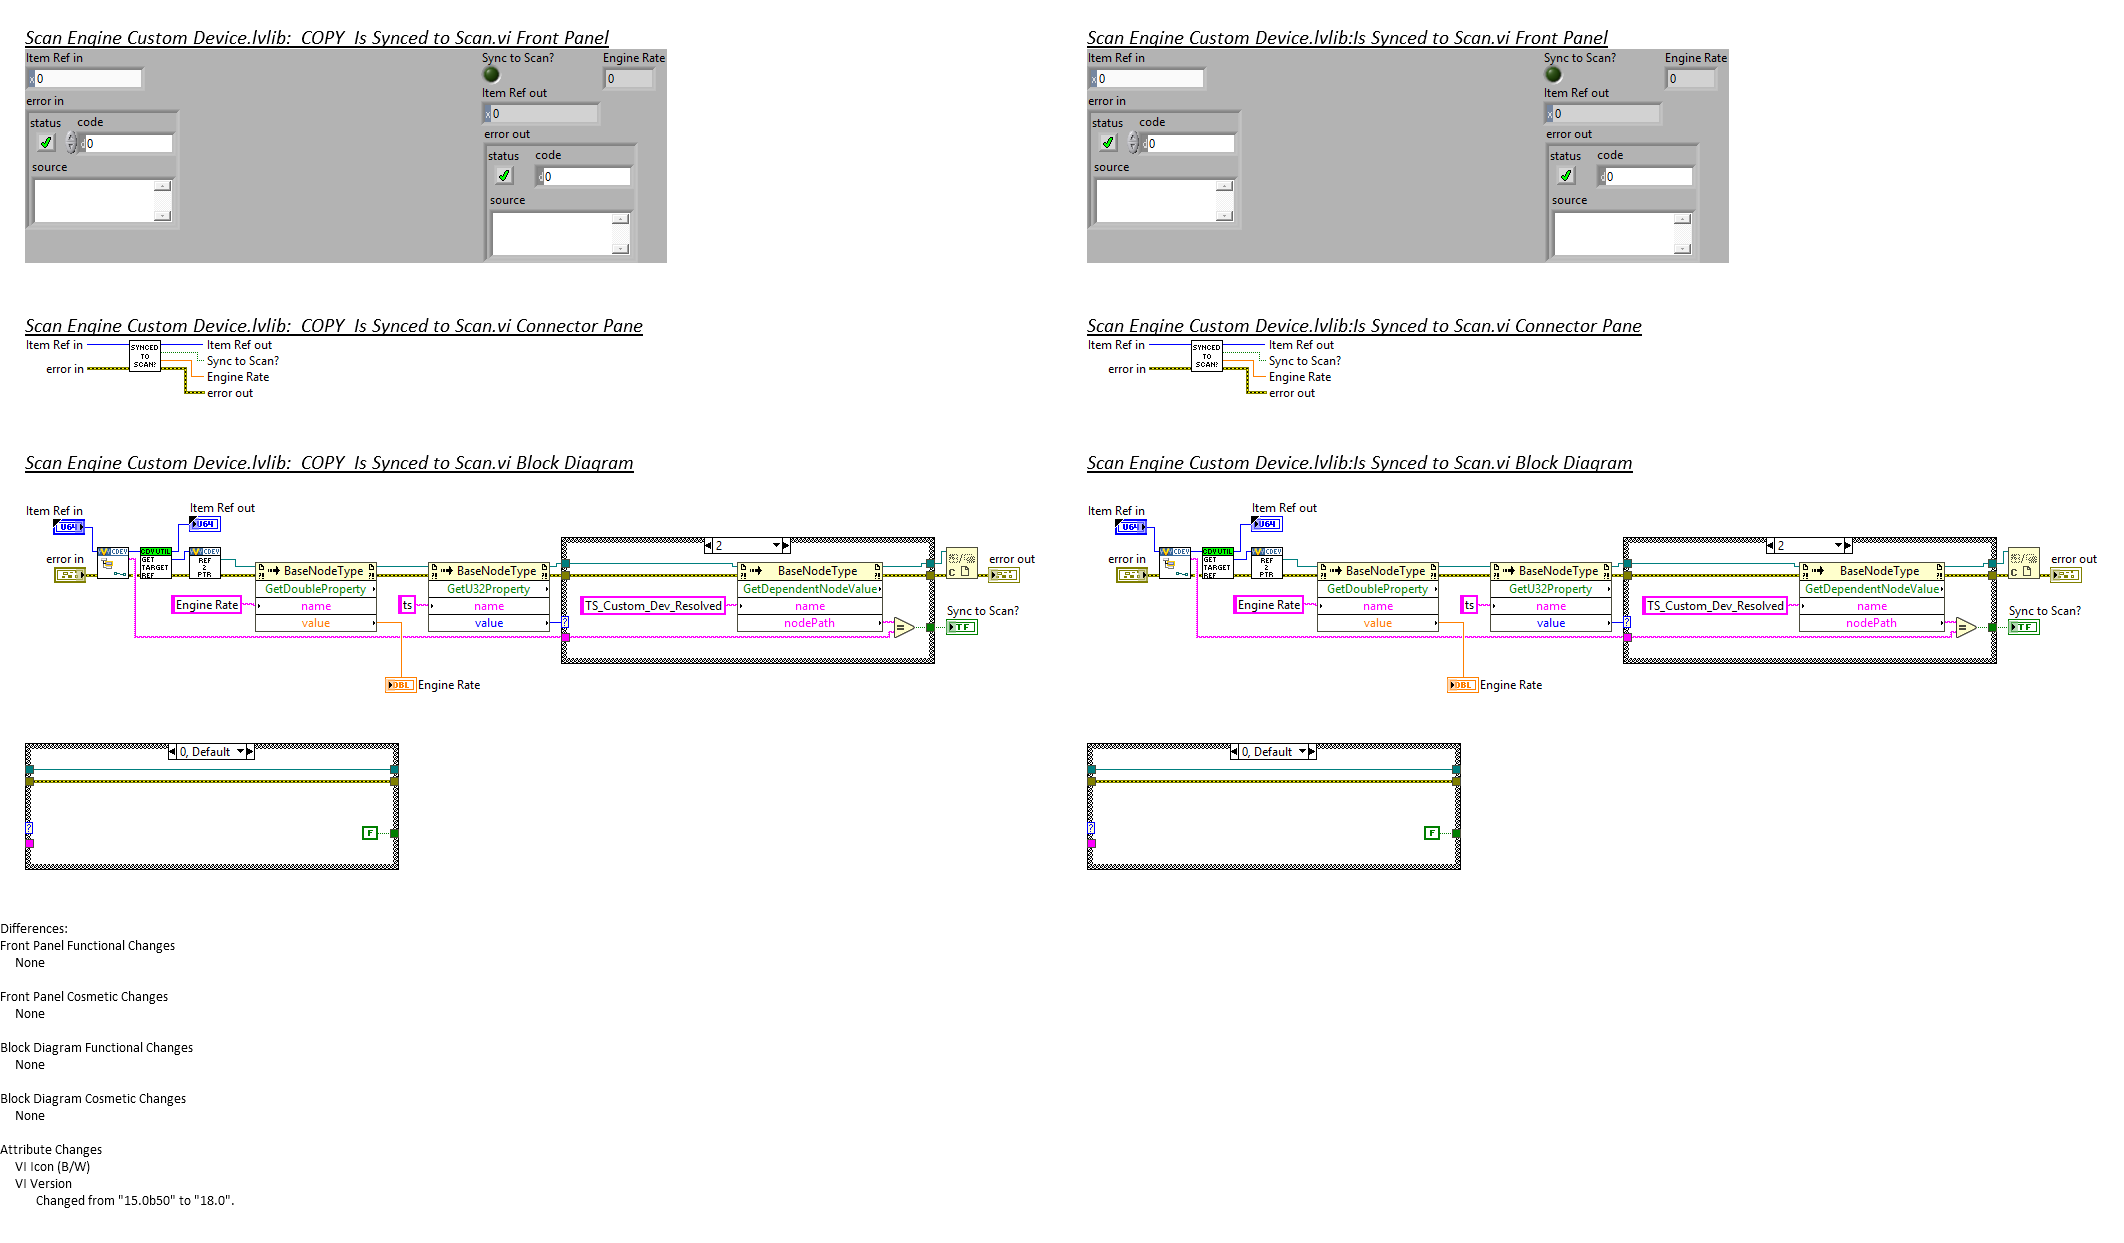 Scan Engine Custom Device.lvlib:_COPY_Is Synced to Scan.vi Front Panel
Item Ref in
x 0
error in
status code
d 0
source
Sync to Scan?
Engine Rate
0
Item Ref out
x 0
error out
status code
d 0
source
Scan Engine Custom Device.lvlib:Is Synced to Scan.vi Front Panel
Item Ref in
x 0
error in
status code
d 0
source
Sync to Scan?
Engine Rate
0
Item Ref out
x 0
error out
status code
d 0
source
Scan Engine Custom Device.lvlib:_COPY_Is Synced to Scan.vi Connector Pane
Item Ref in
error in
SYNCED
TO
SCAN?
Item Ref out
Sync to Scan?
Engine Rate
error out
Scan Engine Custom Device.lvlib:Is Synced to Scan.vi Connector Pane
Item Ref in
error in
SYNCED
TO
SCAN?
Item Ref out
Sync to Scan?
Engine Rate
error out
Scan Engine Custom Device.lvlib:_COPY_Is Synced to Scan.vi Block Diagram
Item Ref in
U64
error in
CDEV
CDV UTIL
GET
TARGET
REF
Item Ref out
U64
CDEV
REF
2
PTR
BaseNodeType
GetDoubleProperty
name
value
Engine Rate
DBL Engine Rate
BaseNodeType
GetU32Property
name
value
ts
2
TS_Custom_Dev_Resolved
BaseNodeType
GetDependentNodeValue
name
nodePath
=
?
error out
Sync to Scan?
TF
0, Default
?
F
Scan Engine Custom Device.lvlib:Is Synced to Scan.vi Block Diagram
Item Ref in
U64
error in
CDEV
CDV UTIL
GET
TARGET
REF
Item Ref out
U64
CDEV
REF
2
PTR
BaseNodeType
GetDoubleProperty
name
value
Engine Rate
DBL Engine Rate
BaseNodeType
GetU32Property
name
value
ts
2
TS_Custom_Dev_Resolved
BaseNodeType
GetDependentNodeValue
name
nodePath
=
?
error out
Sync to Scan?
TF
0, Default
?
F
Differences:
Front Panel Functional Changes
None
Front Panel Cosmetic Changes
None
Block Diagram Functional Changes
None
Block Diagram Cosmetic Changes
None
Attribute Changes
VI Icon (B/W)
VI Version
Changed from "15.0b50" to "18.0".